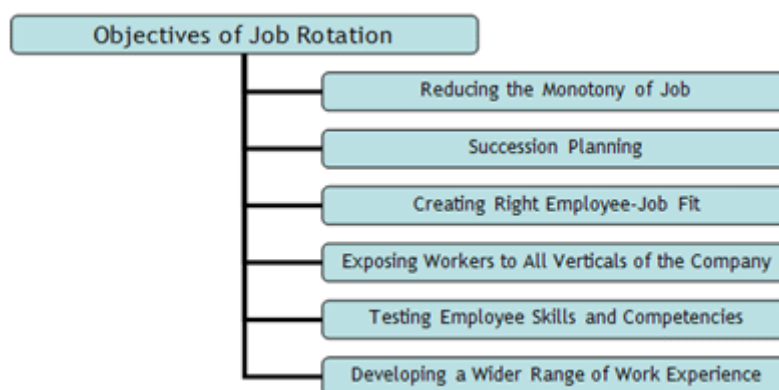 Objectives of Job Rotation
Reducing the Monotony of Job
Succession Planning
Creating Right Employee-Job Fit
Exposing Workers to All Verticals of the Company
Testing Employee Skills and Competencies
Developing a Wider Range of Work Experience